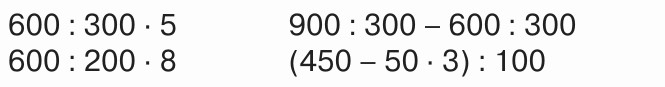 600 : 300 · 5
600 : 200 · 8
900 : 300 – 600 : 300
(450 – 50 · 3) : 100